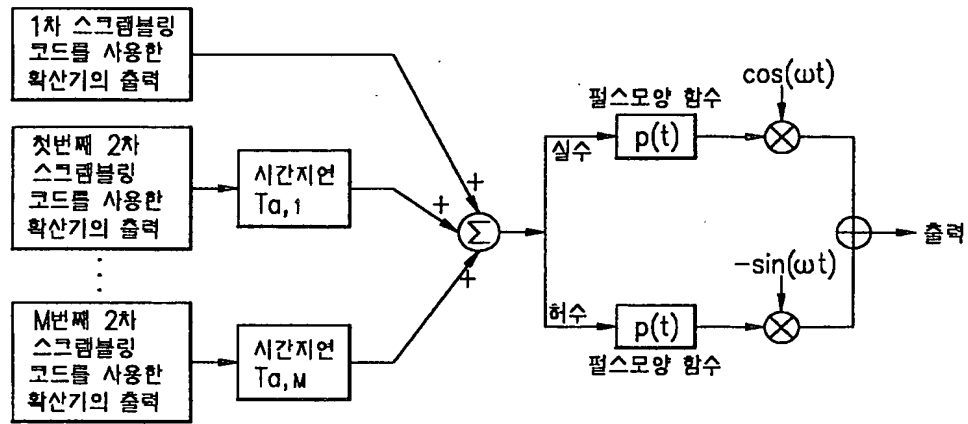 1차 스크램블링
코드를 사용한
확산기의 출력
첫번째 2차
스크램블링
코드를 사용한
확산기의 출력
시간지연
Ta,1
M번째 2차
스크램블링
코드를 사용한
확산기의 출력
시간지연
Ta,M
+
+
+
Σ
실수
허수
펄스모양 함수
p(t)
cos(ωt)
-sin(ωt)
p(t)
펄스모양 함수
출력